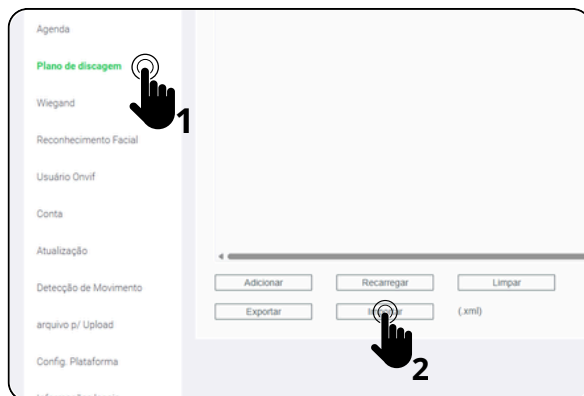 Agenda
Plano de discagem
1
Wiegand
Reconhecimento Facial
Usuário Onvif
Conta
Atualização
Detecção de Movimento
arquivo p/ Upload
Config. Plataforma
Adicionar Recarregar Limpar
Exportar Importar (.xml)
2